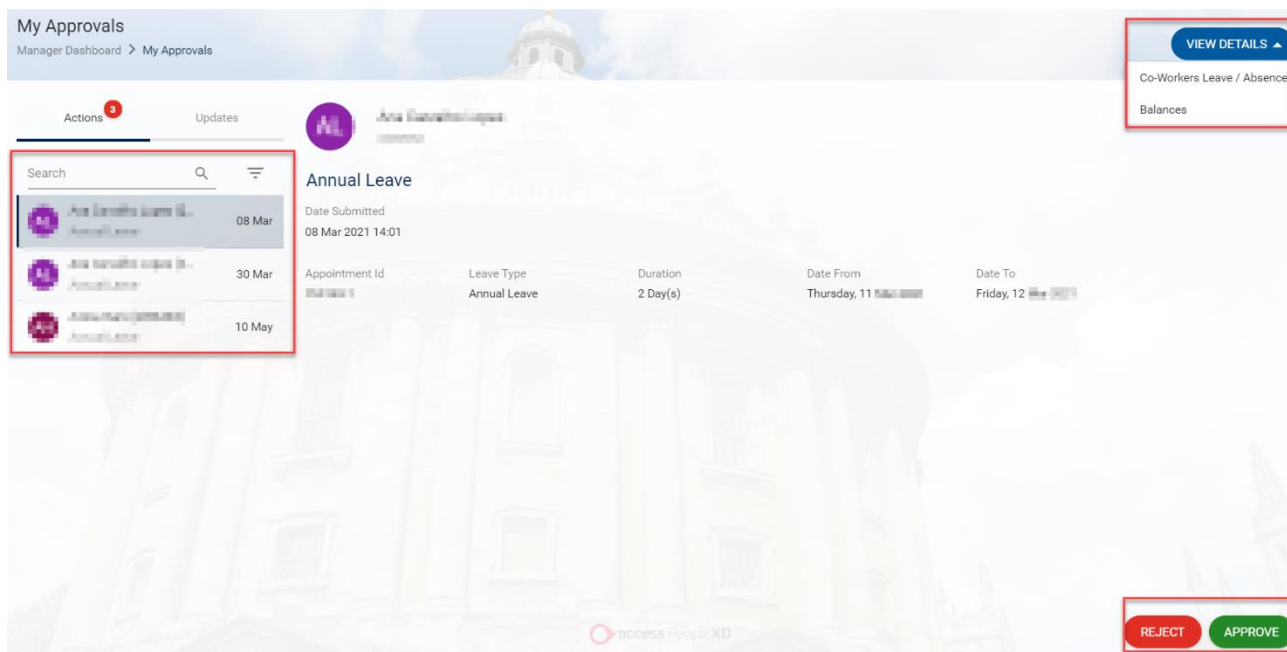 My Approvals
Manager Dashboard > My Approvals
VIEW DETAILS
Co-Workers Leave / Absence
Balances
Actions 3 Updates
Search
08 Mar
30 Mar
10 May
AL
Annual Leave
Date Submitted
08 Mar 2021 14:01
Appointment Id Leave Type Duration Date From Date To
Annual Leave 2 Day(s) Thursday, 11 Friday, 12
access PeopleXD
REJECT APPROVE